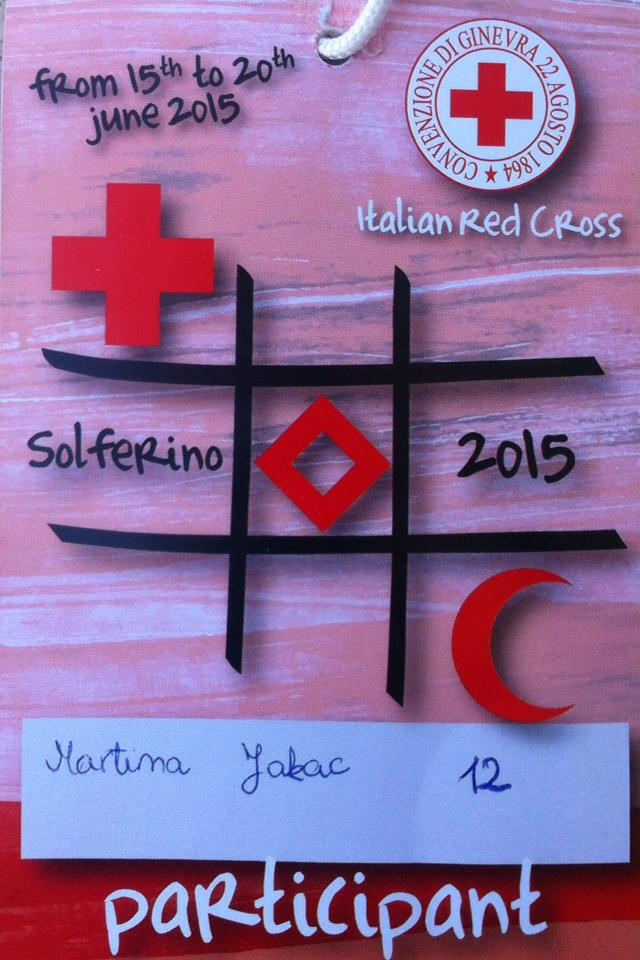 from 15th to 20th
june 2015
CONVENZIONE DI GINEVRA 22 AGOSTO 1864
Italian Red Cross
Solferino 2015
Martina Jakac 12
participant